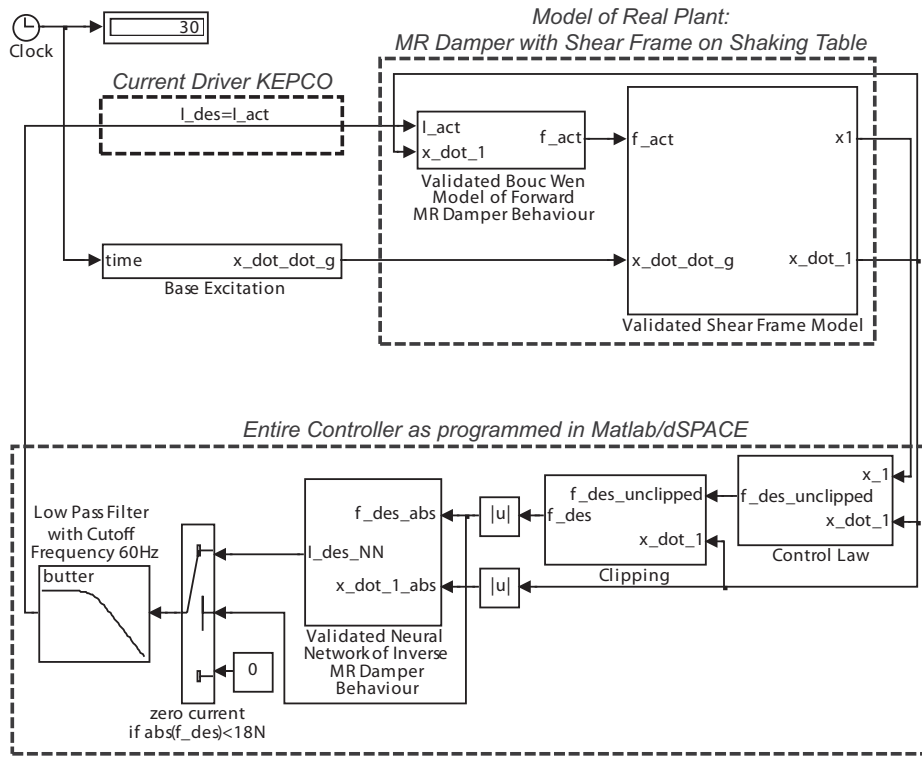 Model of Real Plant:
MR Damper with Shear Frame on Shaking Table
30
Clock
Current Driver KEPCO
I_des=I_act
I_act
x_dot_1
f_act
Validated Bouc Wen
Model of Forward
MR Damper Behaviour
f_act
x1
x_dot_dot_g
x_dot_1
Validated Shear Frame Model
time
x_dot_dot_g
Base Excitation
Entire Controller as programmed in Matlab/dSPACE
Low Pass Filter
with Cutoff
Frequency 60Hz
butter
f_des_abs
I_des_NN
x_dot_1_abs
Validated Neural
Network of Inverse
MR Damper
Behaviour
|u|
|u|
f_des_unclipped
f_des
x_dot_1
Clipping
x_1
f_des_unclipped
x_dot_1
Control Law
0
zero current
if abs(f_des)<18N